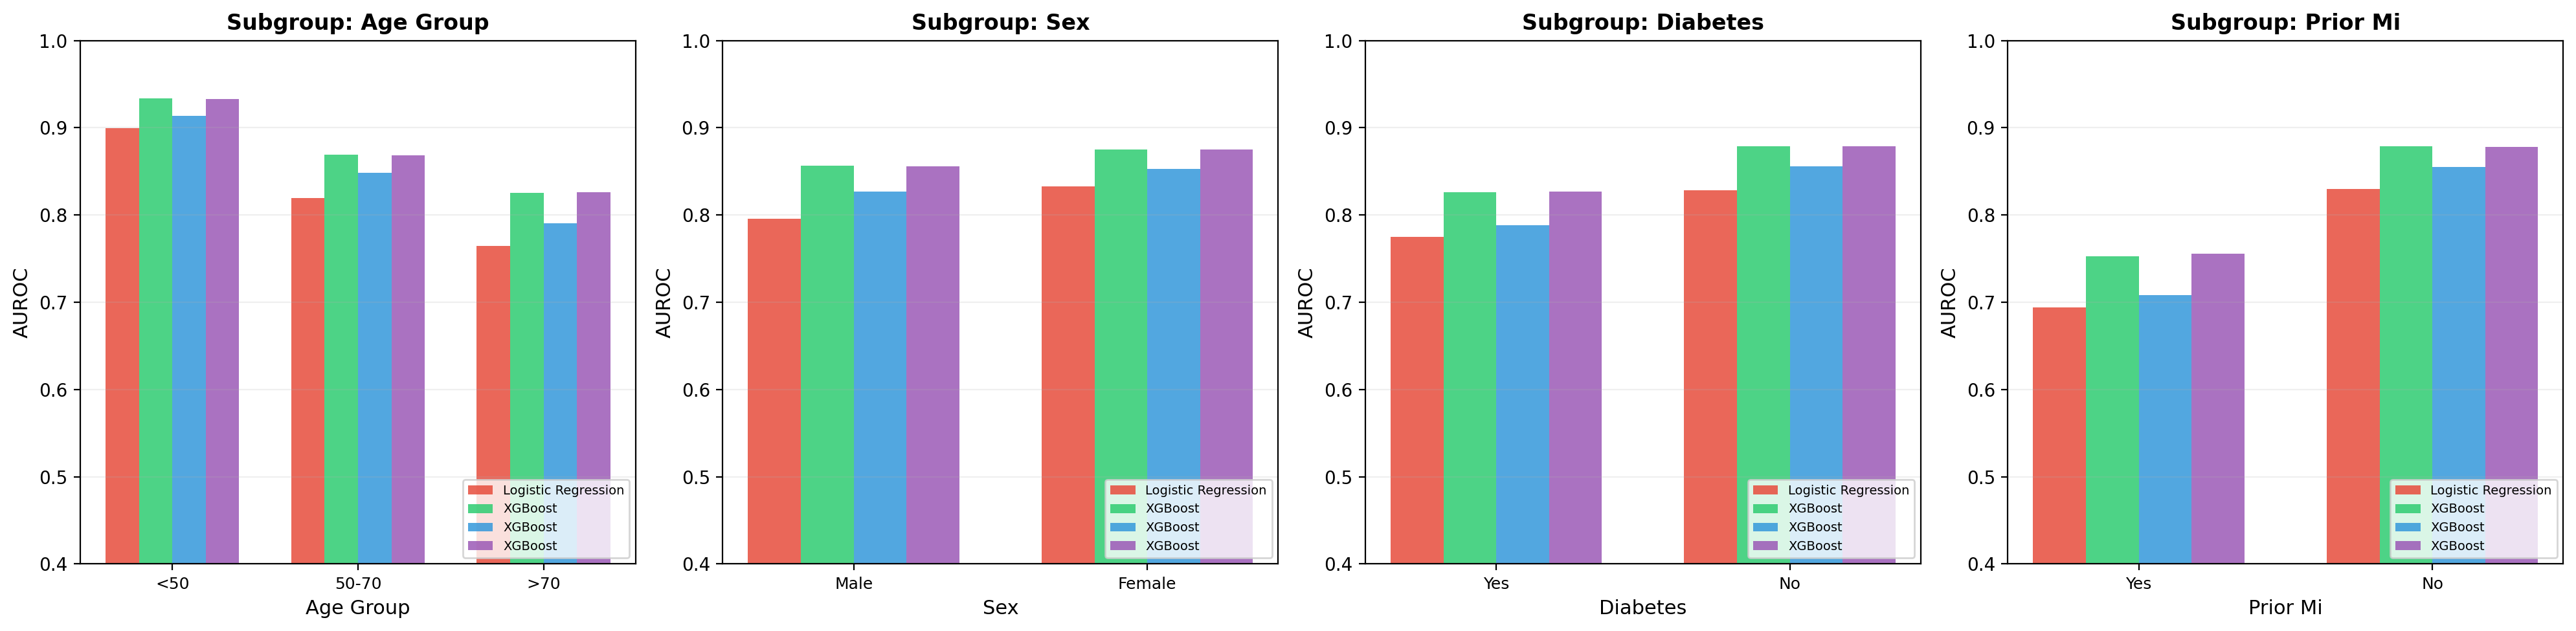 Subgroup: Age Group
AUROC
1.0
0.9
0.8
0.7
0.6
0.5
0.4
<50
50-70
>70
Age Group
Logistic Regression
XGBoost
XGBoost
XGBoost
Subgroup: Sex
AUROC
1.0
0.9
0.8
0.7
0.6
0.5
0.4
Male
Female
Sex
Logistic Regression
XGBoost
XGBoost
XGBoost
Subgroup: Diabetes
AUROC
1.0
0.9
0.8
0.7
0.6
0.5
0.4
Yes
No
Diabetes
Logistic Regression
XGBoost
XGBoost
XGBoost
Subgroup: Prior Mi
AUROC
1.0
0.9
0.8
0.7
0.6
0.5
0.4
Yes
No
Prior Mi
Logistic Regression
XGBoost
XGBoost
XGBoost